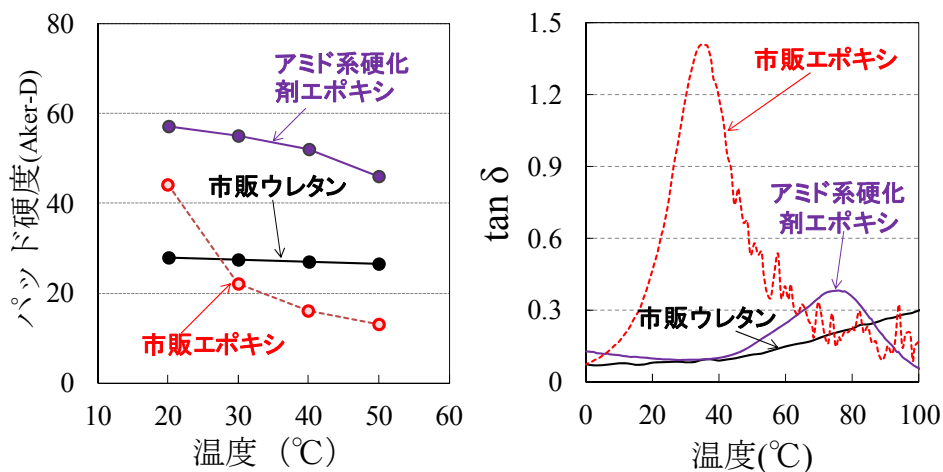 80
60
40
20
0
10
20
30
40
50
60
パッド硬度(Aker-D)
温度（℃）
アミド系硬化
剤エポキシ
市販ウレタン
市販エポキシ
1.5
1.2
0.9
0.6
0.3
0
0
20
40
60
80
100
tan δ
温度(℃)
市販エポキシ
アミド系硬化
剤エポキシ
市販ウレタン